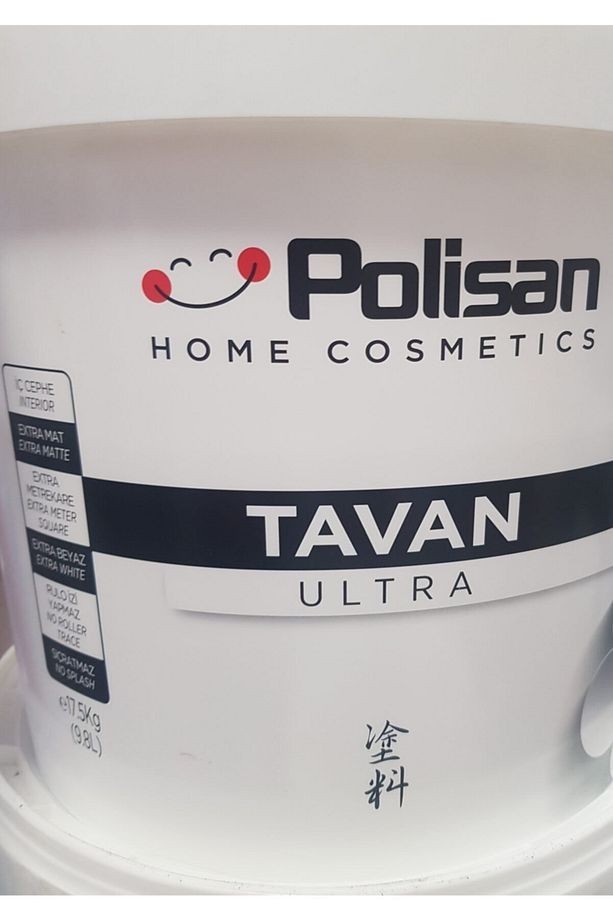 Polisan
HOME COSMETICS
İÇ CEPHE
INTERIOR
EXTRA MAT
EXTRA MATTE
EXTRA
METREKARE
EXTRA METER
SQUARE
EXTRA BEYAZ
EXTRA WHITE
RULO İZİ
YAPMAZ
NO ROLLER
TRACE
SIÇRATMAZ
NO SPLASH
TAVAN
ULTRA
℮17.5Kg
(9.8L)
塗
料